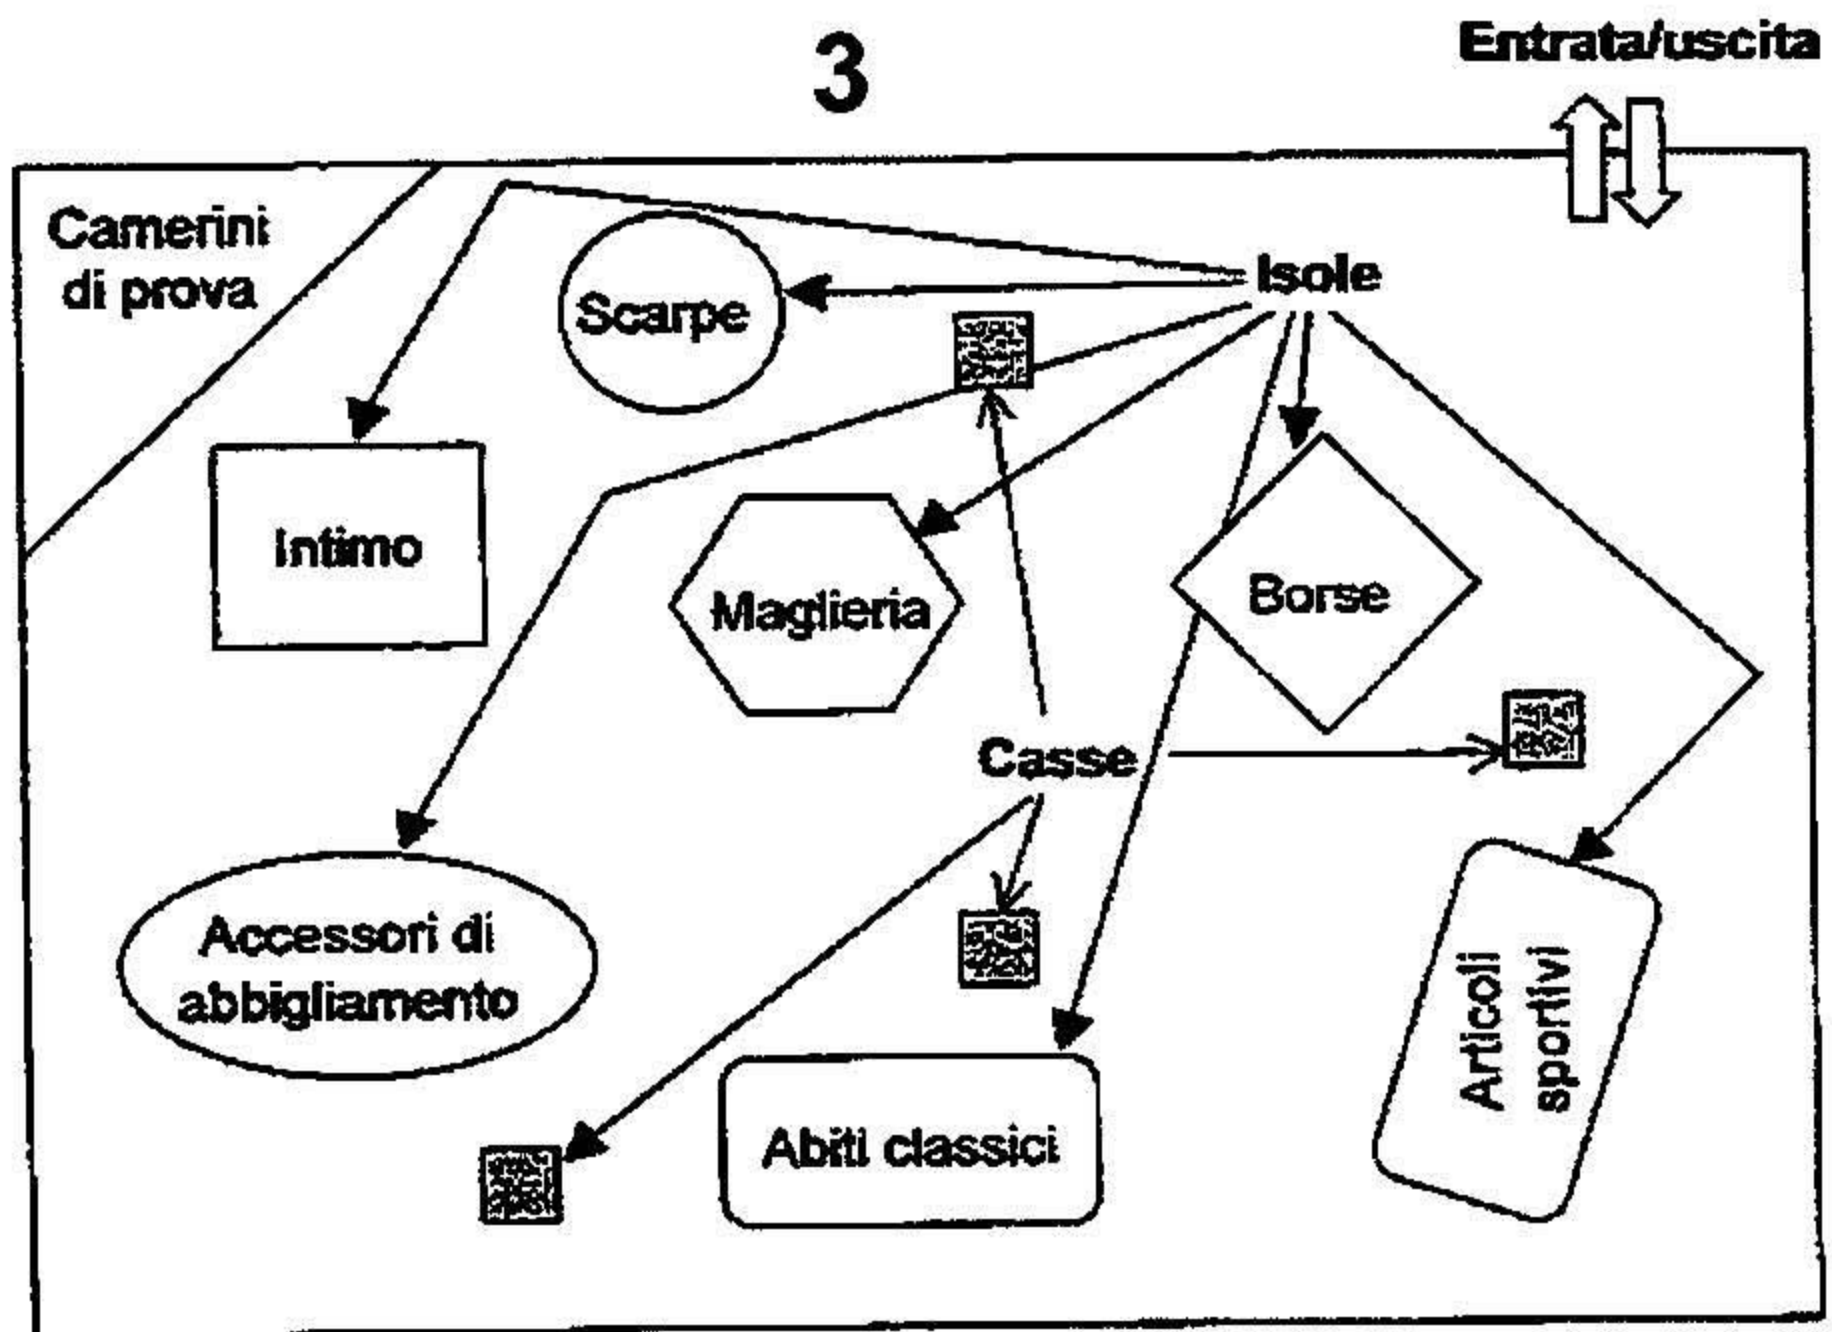 3
Entrata/uscita
Camerini
di prova
Isole
Scarpe
Intimo
Maglieria
Borse
Casse
Accessori di
abbigliamento
Articoli
sportivi
Abiti classici